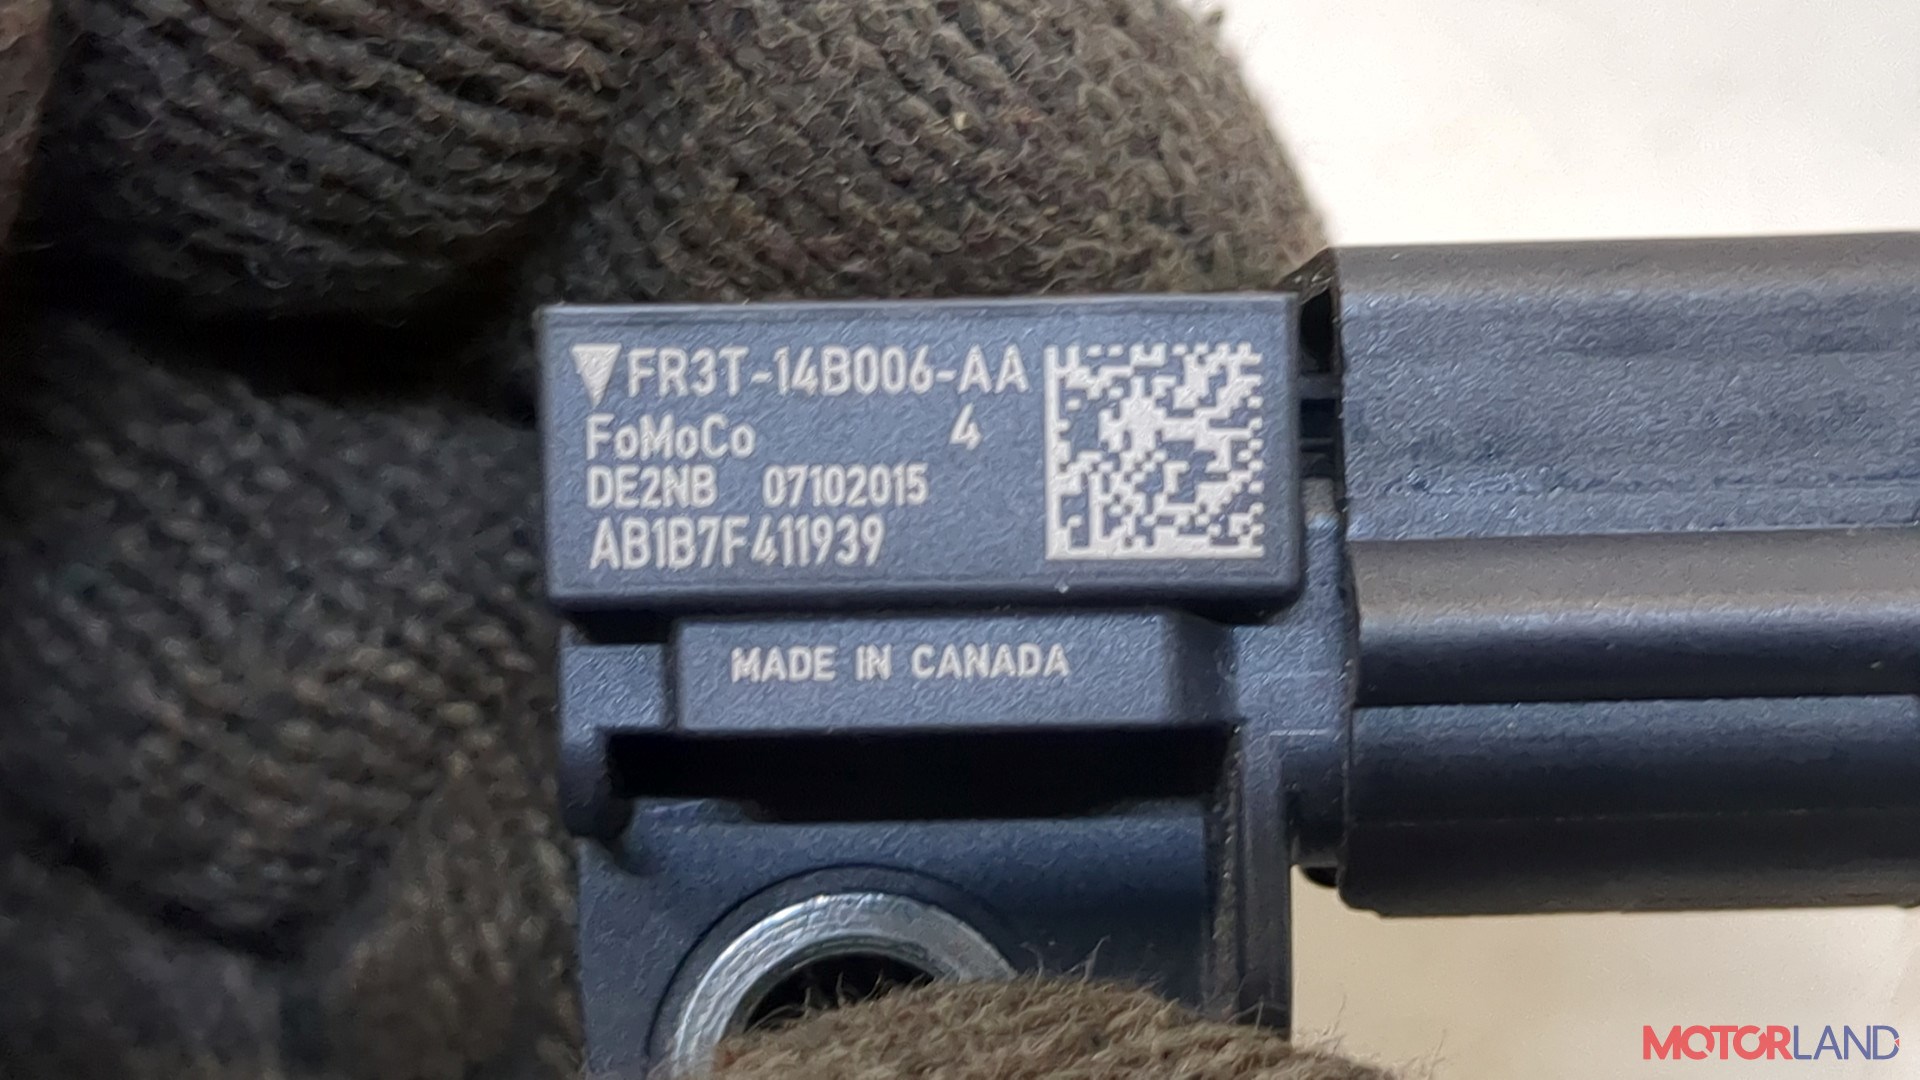 FR3T-14B006-AA
FoMoCo 4
DE2NB 07102015
AB1B7F411939
MADE IN CANADA
MOTORLAND